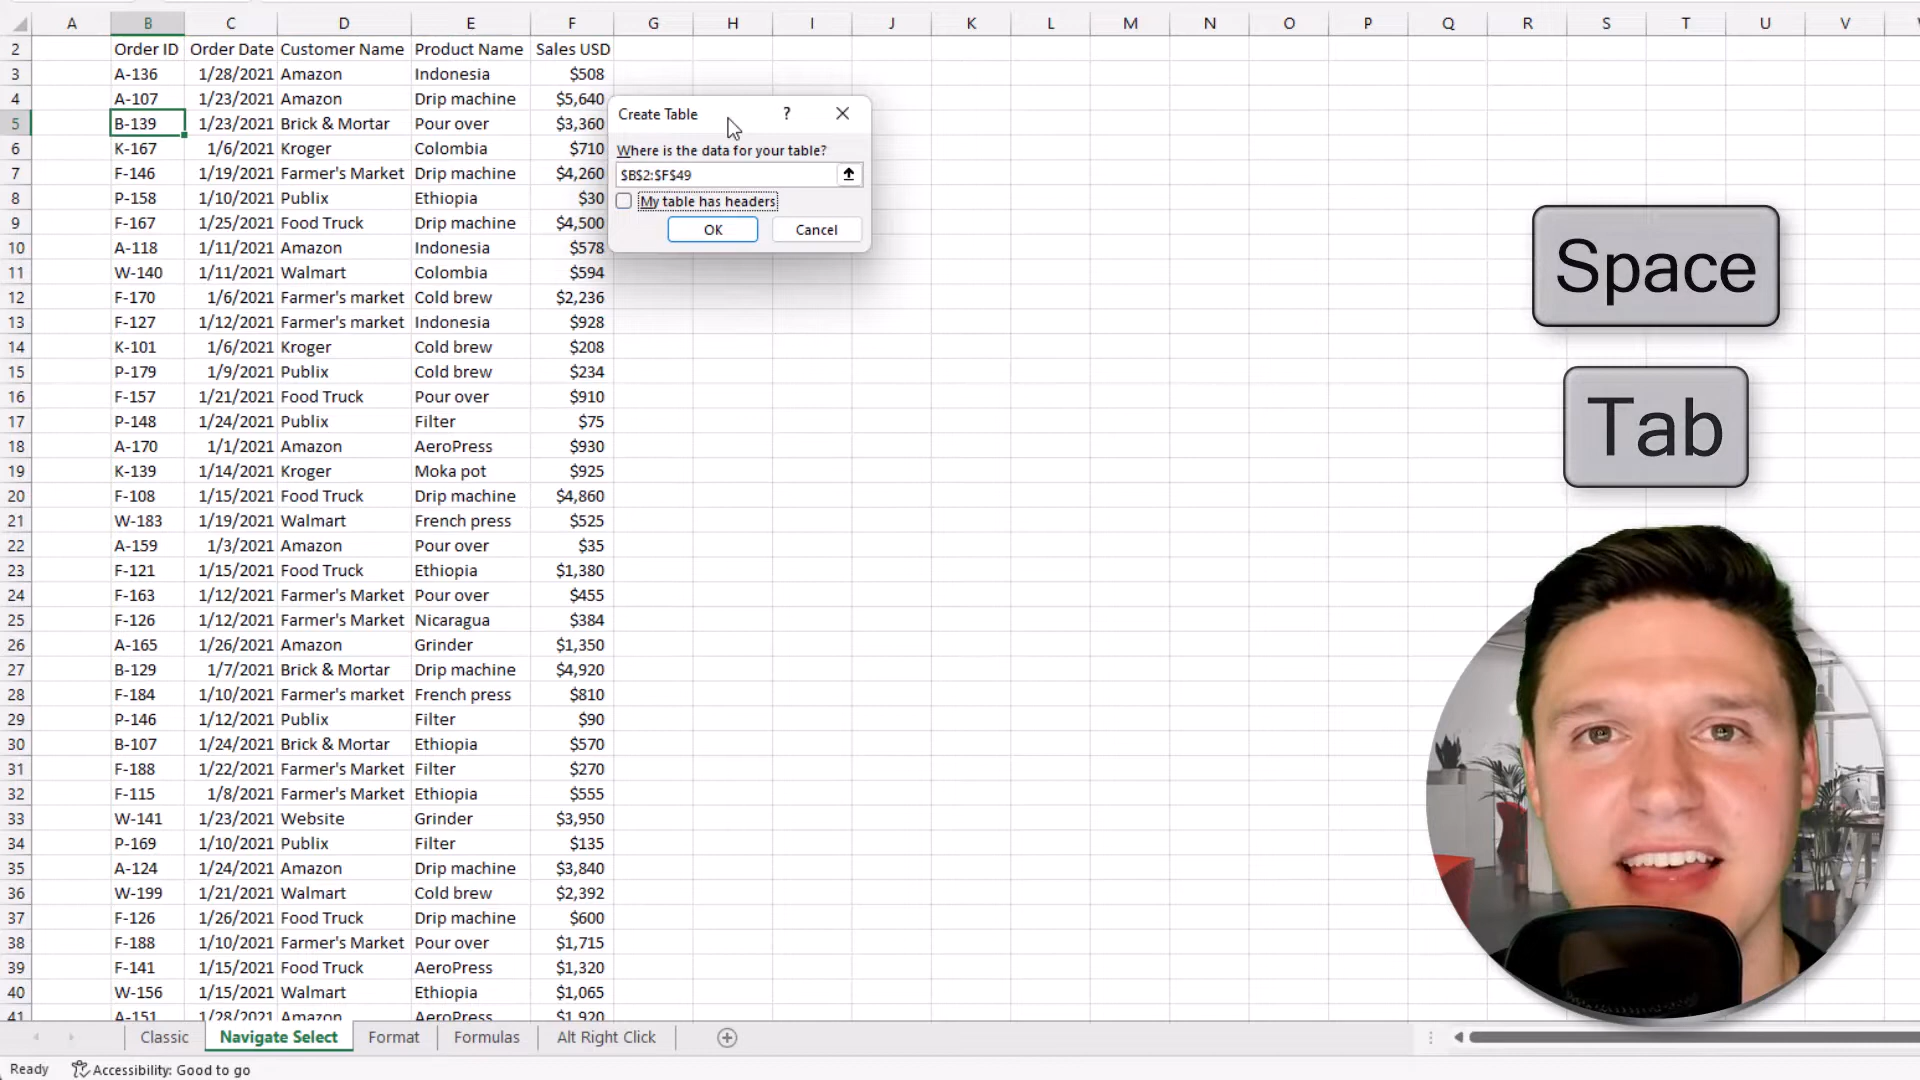 A B C D E F G H I J K L M N O P Q R S T U V
2 Order ID Order Date Customer Name Product Name Sales USD
3 A-136 1/28/2021 Amazon Indonesia $508
4 A-107 1/23/2021 Amazon Drip machine $5,640
5 B-139 1/23/2021 Brick & Mortar Pour over $3,360
6 K-167 1/6/2021 Kroger Colombia $710
7 F-146 1/19/2021 Farmer's Market Drip machine $4,260
8 P-158 1/10/2021 Publix Ethiopia $30
9 F-167 1/25/2021 Food Truck Drip machine $4,500
10 A-118 1/11/2021 Amazon Indonesia $578
11 W-140 1/11/2021 Walmart Colombia $594
12 F-170 1/6/2021 Farmer's market Cold brew $2,236
13 F-127 1/12/2021 Farmer's market Indonesia $928
14 K-101 1/6/2021 Kroger Cold brew $208
15 P-179 1/9/2021 Publix Cold brew $234
16 F-157 1/21/2021 Food Truck Pour over $910
17 P-148 1/24/2021 Publix Filter $75
18 A-170 1/1/2021 Amazon AeroPress $930
19 K-139 1/14/2021 Kroger Moka pot $925
20 F-108 1/15/2021 Food Truck Drip machine $4,860
21 W-183 1/19/2021 Walmart French press $525
22 A-159 1/3/2021 Amazon Pour over $35
23 F-121 1/15/2021 Food Truck Ethiopia $1,380
24 F-163 1/12/2021 Farmer's Market Pour over $455
25 F-126 1/12/2021 Farmer's Market Nicaragua $384
26 A-165 1/26/2021 Amazon Grinder $1,350
27 B-129 1/7/2021 Brick & Mortar Drip machine $4,920
28 F-184 1/10/2021 Farmer's market French press $810
29 P-146 1/12/2021 Publix Filter $90
30 B-107 1/24/2021 Brick & Mortar Ethiopia $570
31 F-188 1/22/2021 Farmer's Market Filter $270
32 F-115 1/8/2021 Farmer's Market Ethiopia $555
33 W-141 1/23/2021 Website Grinder $3,950
34 P-169 1/10/2021 Publix Filter $135
35 A-124 1/24/2021 Amazon Drip machine $3,840
36 W-199 1/21/2021 Walmart Cold brew $2,392
37 F-126 1/26/2021 Food Truck Drip machine $600
38 F-188 1/10/2021 Farmer's Market Pour over $1,715
39 F-141 1/15/2021 Food Truck AeroPress $1,320
40 W-156 1/15/2021 Walmart Ethiopia $1,065
41 A-151 1/28/2021 Amazon AeroPress $1,920
Create Table ?
Where is the data for your table?
$B$2:$F$49
My table has headers
OK Cancel
Space
Tab
Classic Navigate Select Format Formulas Alt Right Click
Ready Accessibility: Good to go